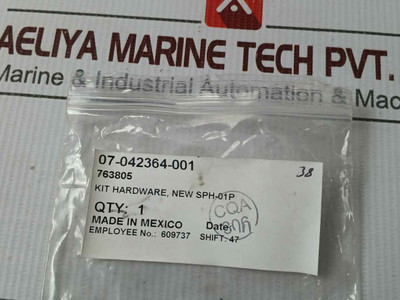 AELIYA MARINE TECH PVT.
Marine & Industrial Automation & Mac
07-042364-001
763805
KIT HARDWARE, NEW SPH-01P
QTY: 1
MADE IN MEXICO Date:
EMPLOYEE No.: 609737 SHIFT: 47
CQA
38